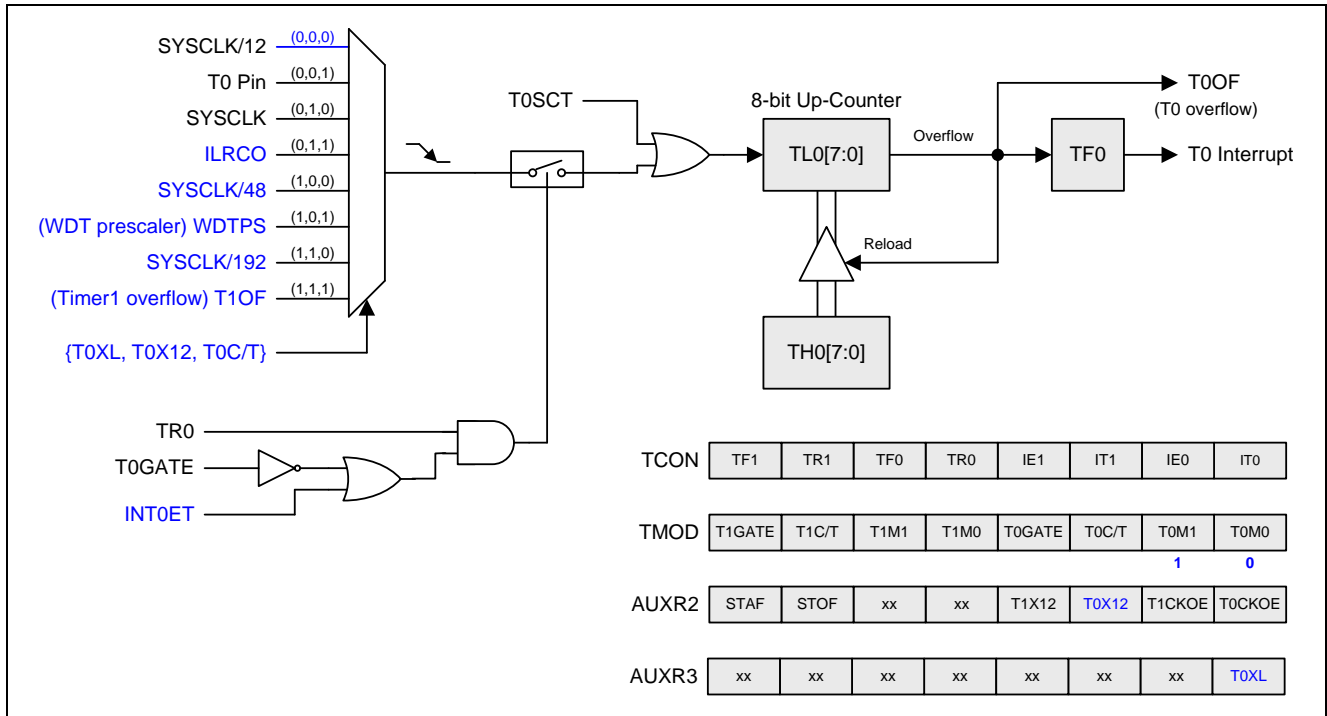 SYSCLK/12 (0,0,0)
T0 Pin (0,0,1)
SYSCLK (0,1,0)
ILRCO (0,1,1)
SYSCLK/48 (1,0,0)
(WDT prescaler) WDTPS (1,0,1)
SYSCLK/192 (1,1,0)
(Timer1 overflow) T1OF (1,1,1)
{T0XL, T0X12, T0C/T}
T0SCT
8-bit Up-Counter
TL0[7:0]
Overflow
T0OF
(T0 overflow)
TF0
T0 Interrupt
Reload
TH0[7:0]
TR0
T0GATE
INT0ET
TCON TF1 TR1 TF0 TR0 IE1 IT1 IE0 IT0
TMOD T1GATE T1C/T T1M1 T1M0 T0GATE T0C/T T0M1 T0M0
1 0
AUXR2 STAF STOF xx xx T1X12 T0X12 T1CKOE T0CKOE
AUXR3 xx xx xx xx xx xx xx T0XL